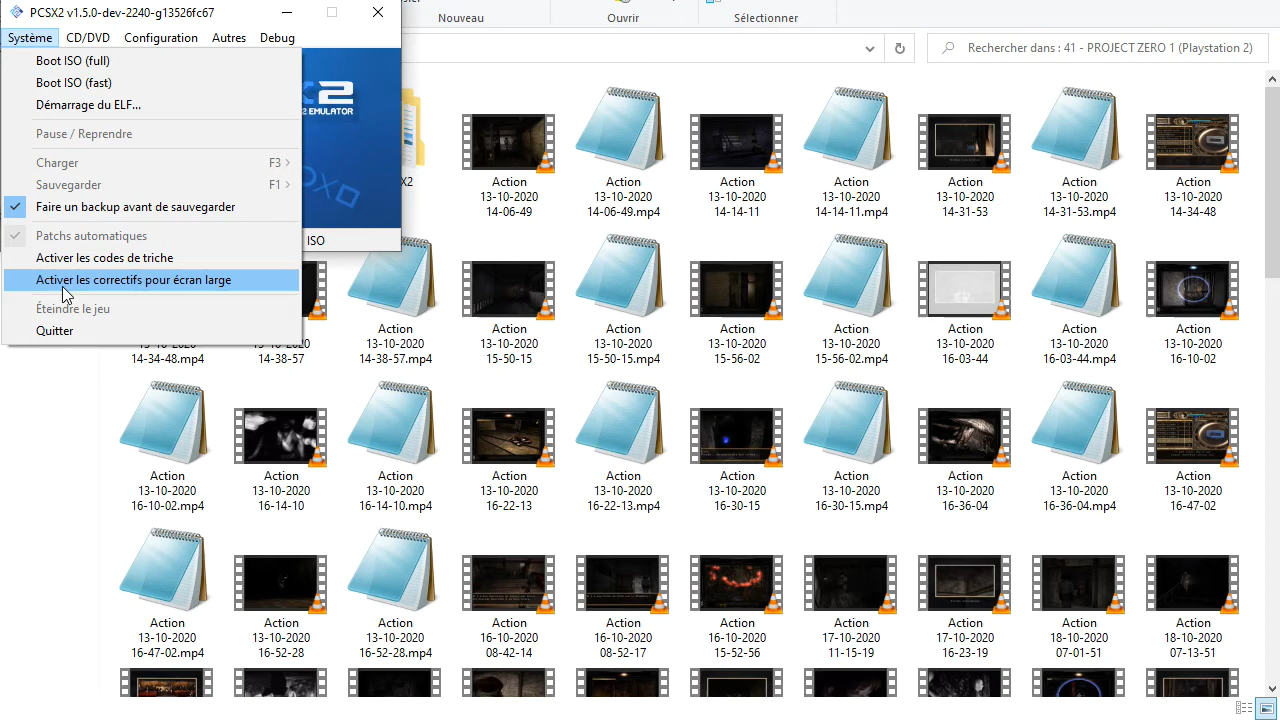 PCSX2 v1.5.0-dev-2240-g13526fc67
Système CD/DVD Configuration Autres Debug
Boot ISO (full)
Boot ISO (fast)
Démarrage du ELF...
Pause / Reprendre
Charger F3
Sauvegarder F1
Faire un backup avant de sauvegarder
Patchs automatiques
Activer les codes de triche
Activer les correctifs pour écran large
Éteindre le jeu
Quitter
2 EMULATOR
ISO
Nouveau Ouvrir Sélectionner
Rechercher dans : 41 - PROJECT ZERO 1 (Playstation 2)
X2
Action 13-10-2020 14-06-49
Action 13-10-2020 14-06-49.mp4
Action 13-10-2020 14-14-11
Action 13-10-2020 14-14-11.mp4
Action 13-10-2020 14-31-53
Action 13-10-2020 14-31-53.mp4
Action 13-10-2020 14-34-48
14-34-48.mp4
14-38-57
Action 13-10-2020 14-38-57.mp4
Action 13-10-2020 15-50-15
Action 13-10-2020 15-50-15.mp4
Action 13-10-2020 15-56-02
Action 13-10-2020 15-56-02.mp4
Action 13-10-2020 16-03-44
Action 13-10-2020 16-03-44.mp4
Action 13-10-2020 16-10-02
Action 13-10-2020 16-10-02.mp4
Action 13-10-2020 16-14-10
Action 13-10-2020 16-14-10.mp4
Action 13-10-2020 16-22-13
Action 13-10-2020 16-22-13.mp4
Action 13-10-2020 16-30-15
Action 13-10-2020 16-30-15.mp4
Action 13-10-2020 16-36-04
Action 13-10-2020 16-36-04.mp4
Action 13-10-2020 16-47-02
Action 13-10-2020 16-47-02.mp4
Action 13-10-2020 16-52-28
Action 13-10-2020 16-52-28.mp4
Action 16-10-2020 08-42-14
Action 16-10-2020 08-52-17
Action 16-10-2020 15-52-56
Action 17-10-2020 11-15-19
Action 17-10-2020 16-23-19
Action 18-10-2020 07-01-51
Action 18-10-2020 07-13-51